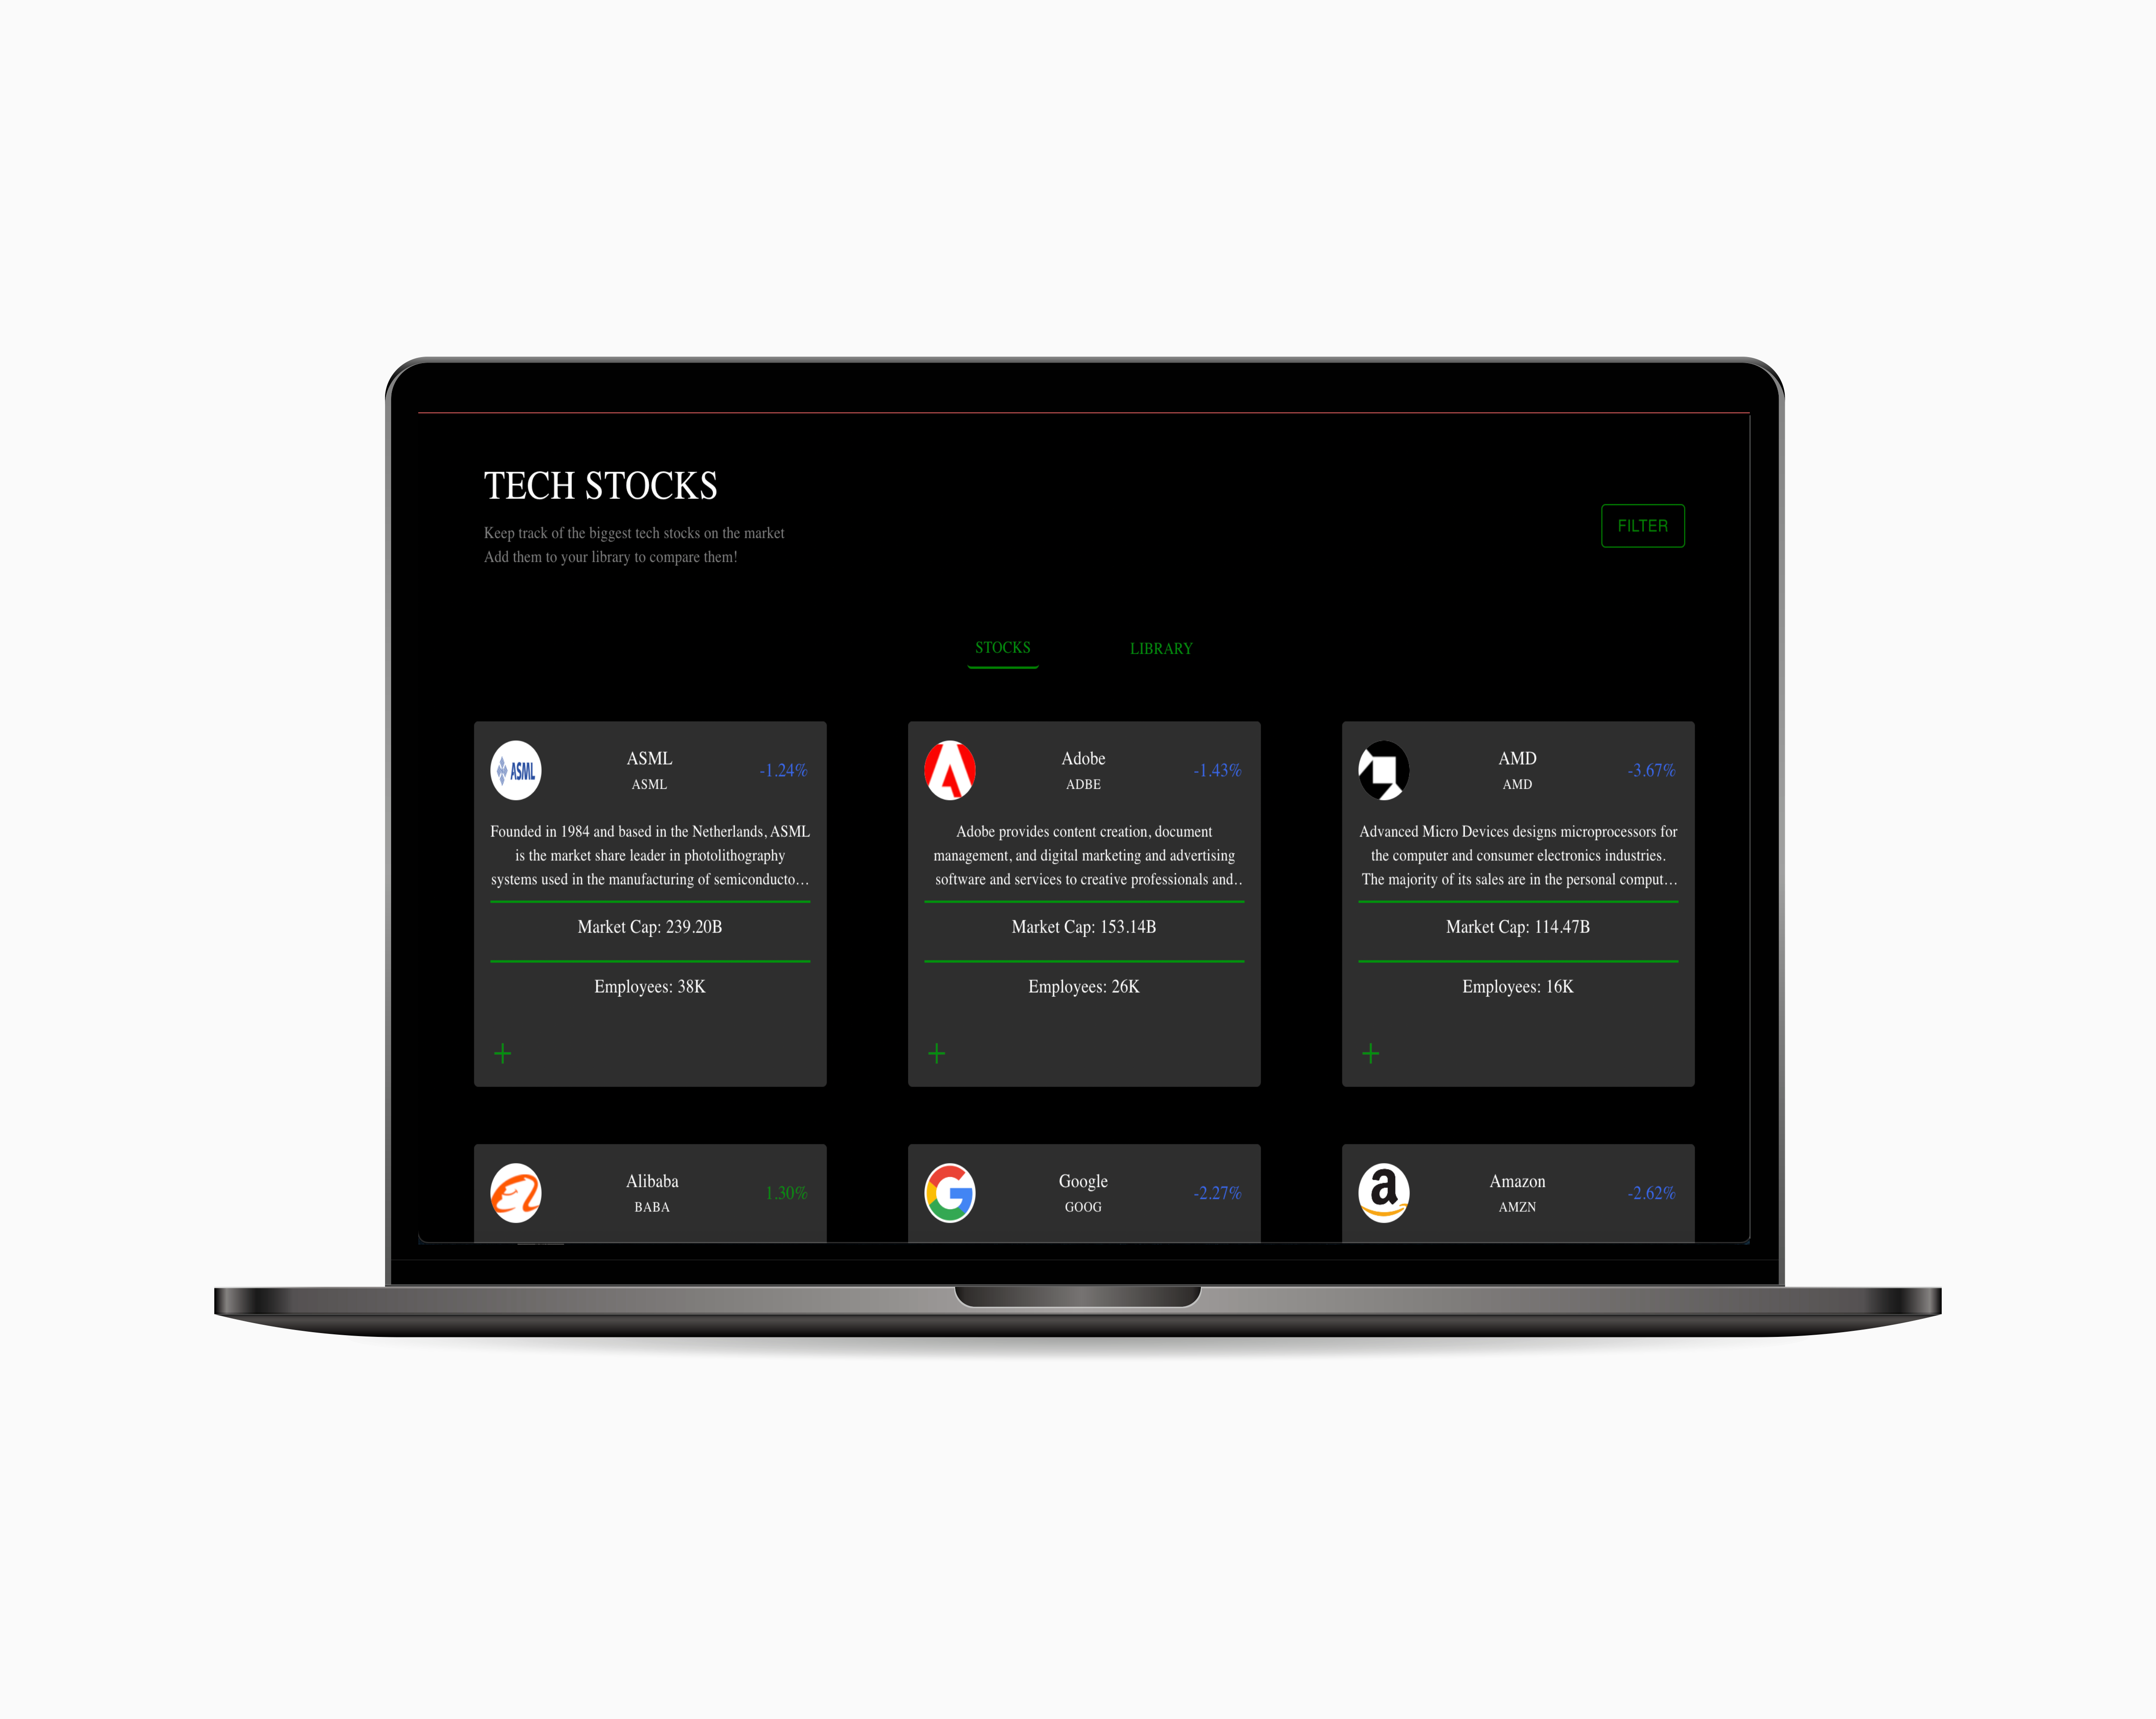 TECH STOCKS
Keep track of the biggest tech stocks on the market
Add them to your library to compare them!
FILTER
STOCKS
LIBRARY
ASML
ASML
ASML
-1.24%
Founded in 1984 and based in the Netherlands, ASML
is the market share leader in photolithography
systems used in the manufacturing of semiconducto…
Market Cap: 239.20B
Employees: 38K
+
Adobe
ADBE
-1.43%
Adobe provides content creation, document
management, and digital marketing and advertising
software and services to creative professionals and..
Market Cap: 153.14B
Employees: 26K
+
AMD
AMD
-3.67%
Advanced Micro Devices designs microprocessors for
the computer and consumer electronics industries.
The majority of its sales are in the personal comput…
Market Cap: 114.47B
Employees: 16K
+
Alibaba
BABA
1.30%
G
Google
GOOG
-2.27%
a
Amazon
AMZN
-2.62%